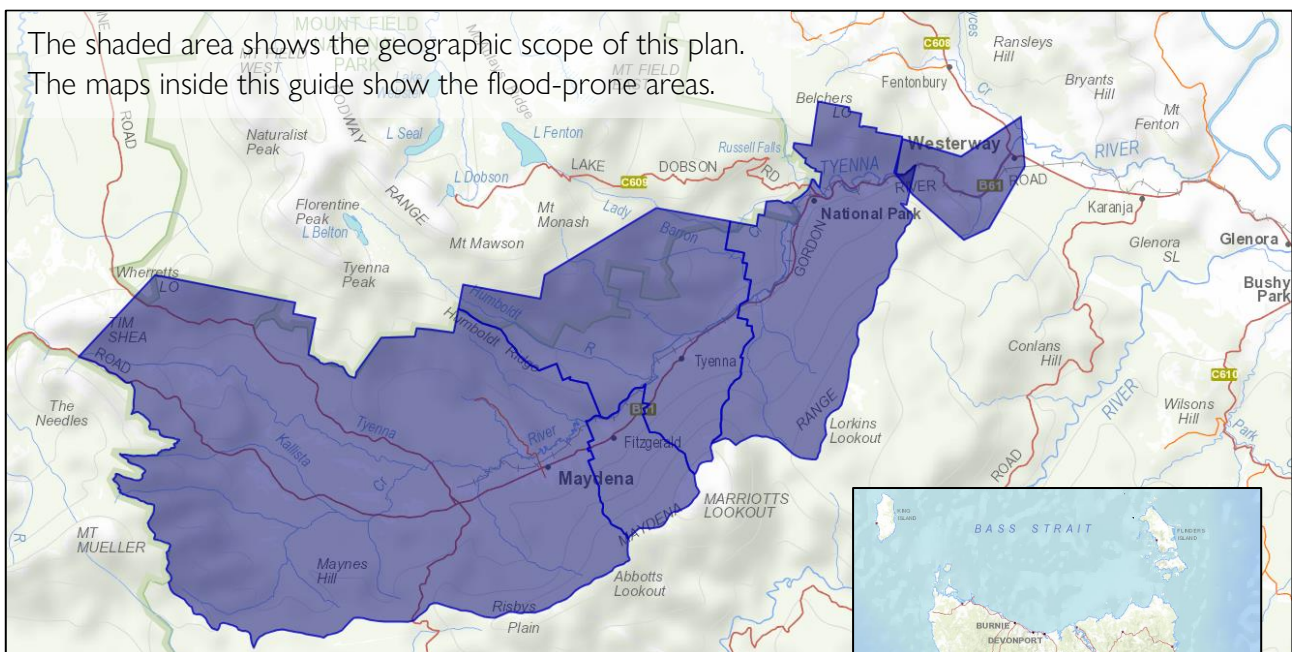 The shaded area shows the geographic scope of this plan.
The maps inside this guide show the flood-prone areas.
MOUNT FIELD
PARK
ROAD
Naturalist
Peak
RODWAY
RANGE
L Seal
L Fenton
L Dobson
LAKE
DOBSON
RD
C609
Russell Falls
Belchers
LO
Fentonbury
C608
Ransleys
Hill
Bryants
Hill
Mt
Fenton
Westerway
RIVER
TYENNA
RIVER
B61
ROAD
National Park
Karanja
Glenora
SL
Glenora
Bushy
Park
Florentine
Peak
L Belton
Mt
Monash
Lady
Barron
Cr
Mt Mawson
Tyenna
Peak
GORDON
Wherretts
LO
TIM
SHEA
ROAD
Humboldt
Humboldt
Ridge
R
Tyenna
Conlans
Hill
C610
Wilsons
Hill
RIVER
Park
The
Needles
Kallista
Cr
Tyenna
River
Fitzgerald
RANGE
Lorkins
Lookout
ROAD
Maydena
MARRIOTTS
LOOKOUT
MAYDENA
MT
MUELLER
R
Maynes
Hill
Abbotts
Lookout
Risbys
Plain
KING
ISLAND
BASS STRAIT
FLINDERS
ISLAND
BURNIE
DEVONPORT